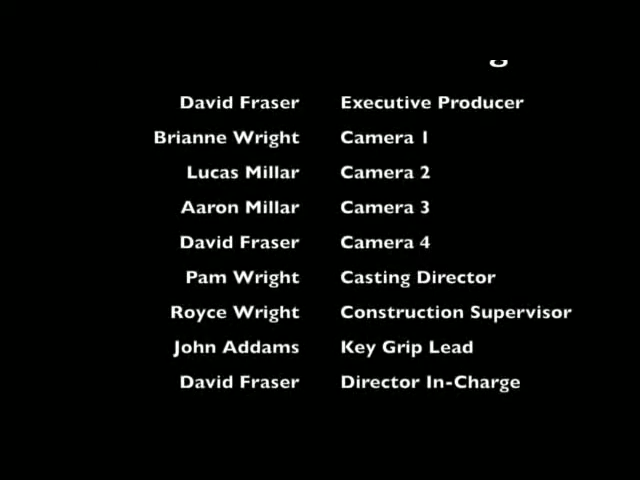 David Fraser Executive Producer
Brianne Wright Camera 1
Lucas Millar Camera 2
Aaron Millar Camera 3
David Fraser Camera 4
Pam Wright Casting Director
Royce Wright Construction Supervisor
John Addams Key Grip Lead
David Fraser Director In-Charge